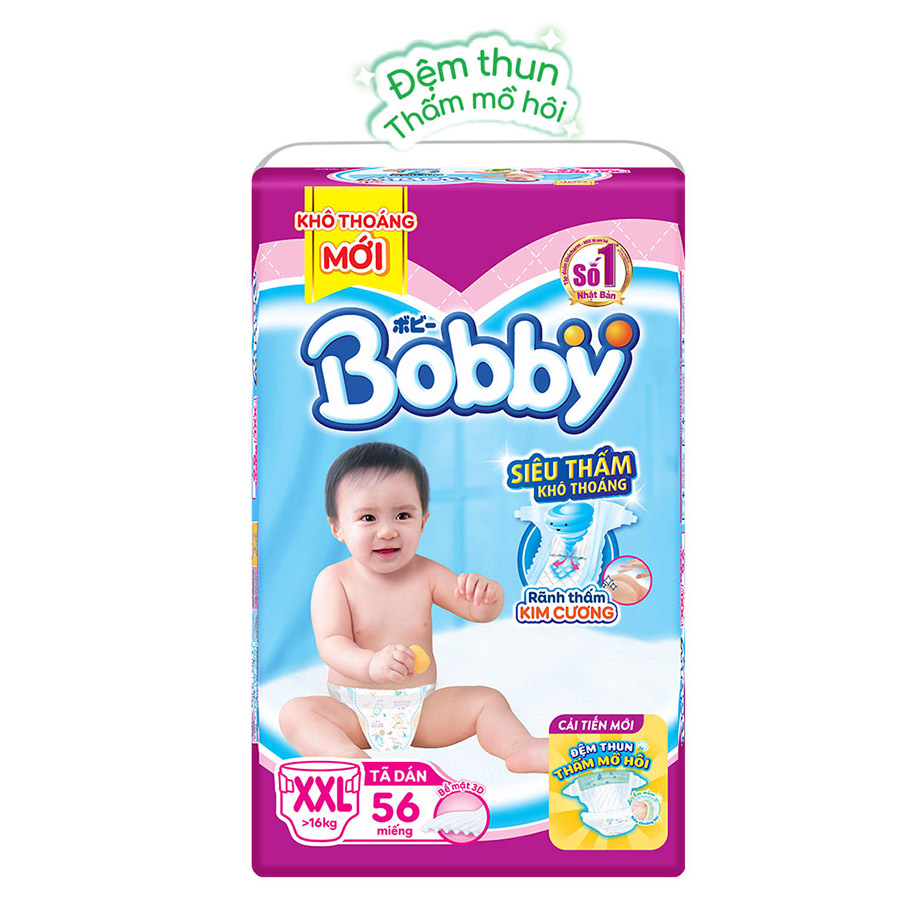 Đệm thun
Thấm mồ hôi
KHÔ THOÁNG
MỚI
Số 1
Nhật Bản
ボビー
Bobby
SIÊU THẤM
KHÔ THOÁNG
Rãnh thấm
KIM CƯƠNG
CẢI TIẾN MỚI
ĐỆM THUN
THẤM MỒ HÔI
XXL
>16kg
TÃ DÁN
56
miếng
Bề mặt 3D